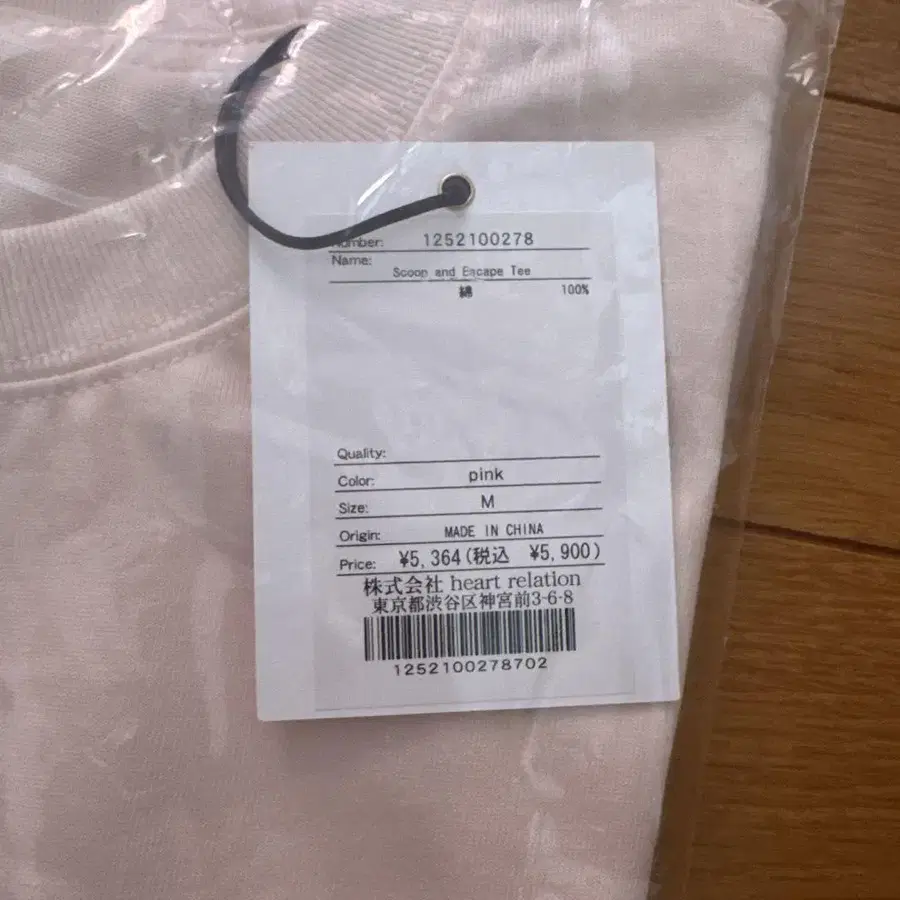 Number: 1252100278
Name:
Scoop and Escape Tee
綿 100%
Quality:
Color: pink
Size: M
Origin: MADE IN CHINA
Price: ¥5,364(税込 ¥5,900)
株式会社 heart relation
東京都渋谷区神宮前3-6-8
1252100278702